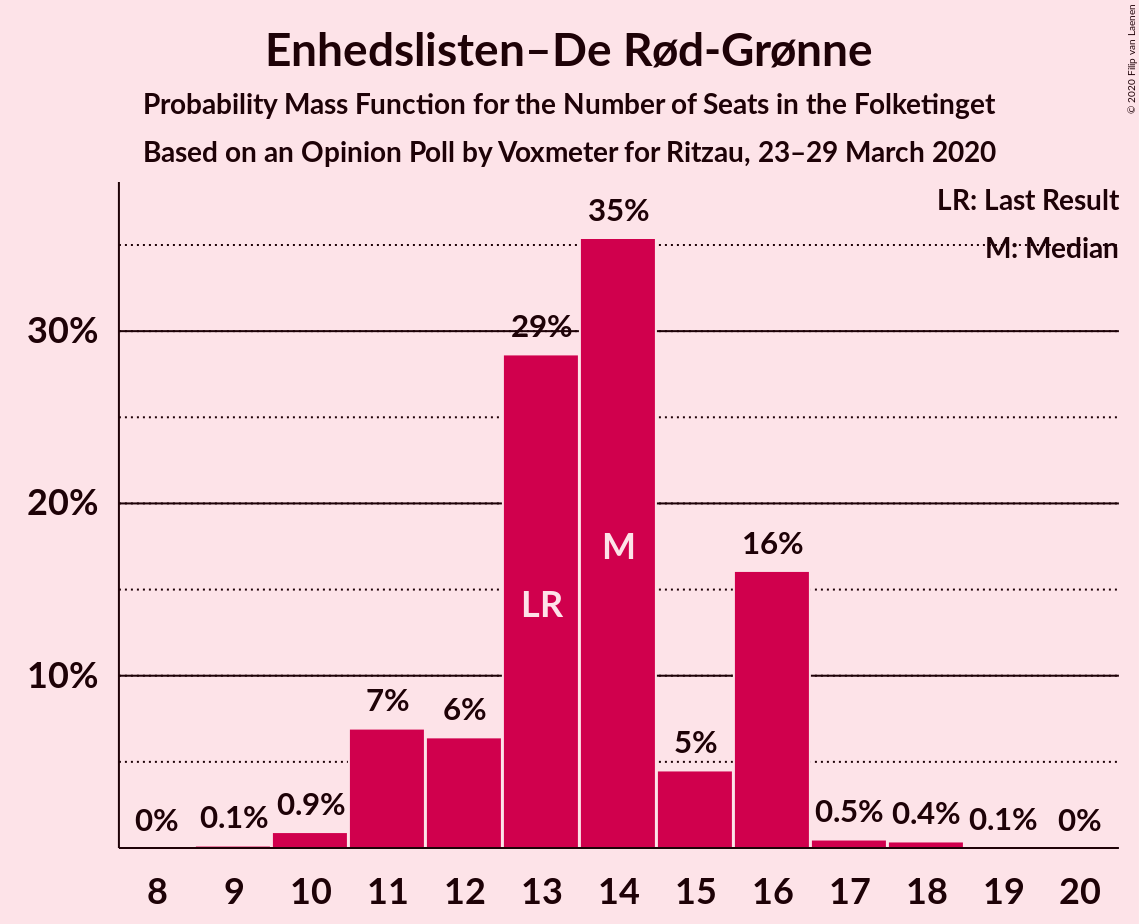 Enhedslisten–De Rød-Grønne
Probability Mass Function for the Number of Seats in the Folketinget
Based on an Opinion Poll by Voxmeter for Ritzau, 23–29 March 2020
© 2020 Filip van Laenen
LR: Last Result
M: Median
35%
30%
29%
20%
16%
M
LR
10%
7%
6%
5%
0%
0.1%
0.9%
0.5%
0.4%
0.1%
0%
8 9 10 11 12 13 14 15 16 17 18 19 20